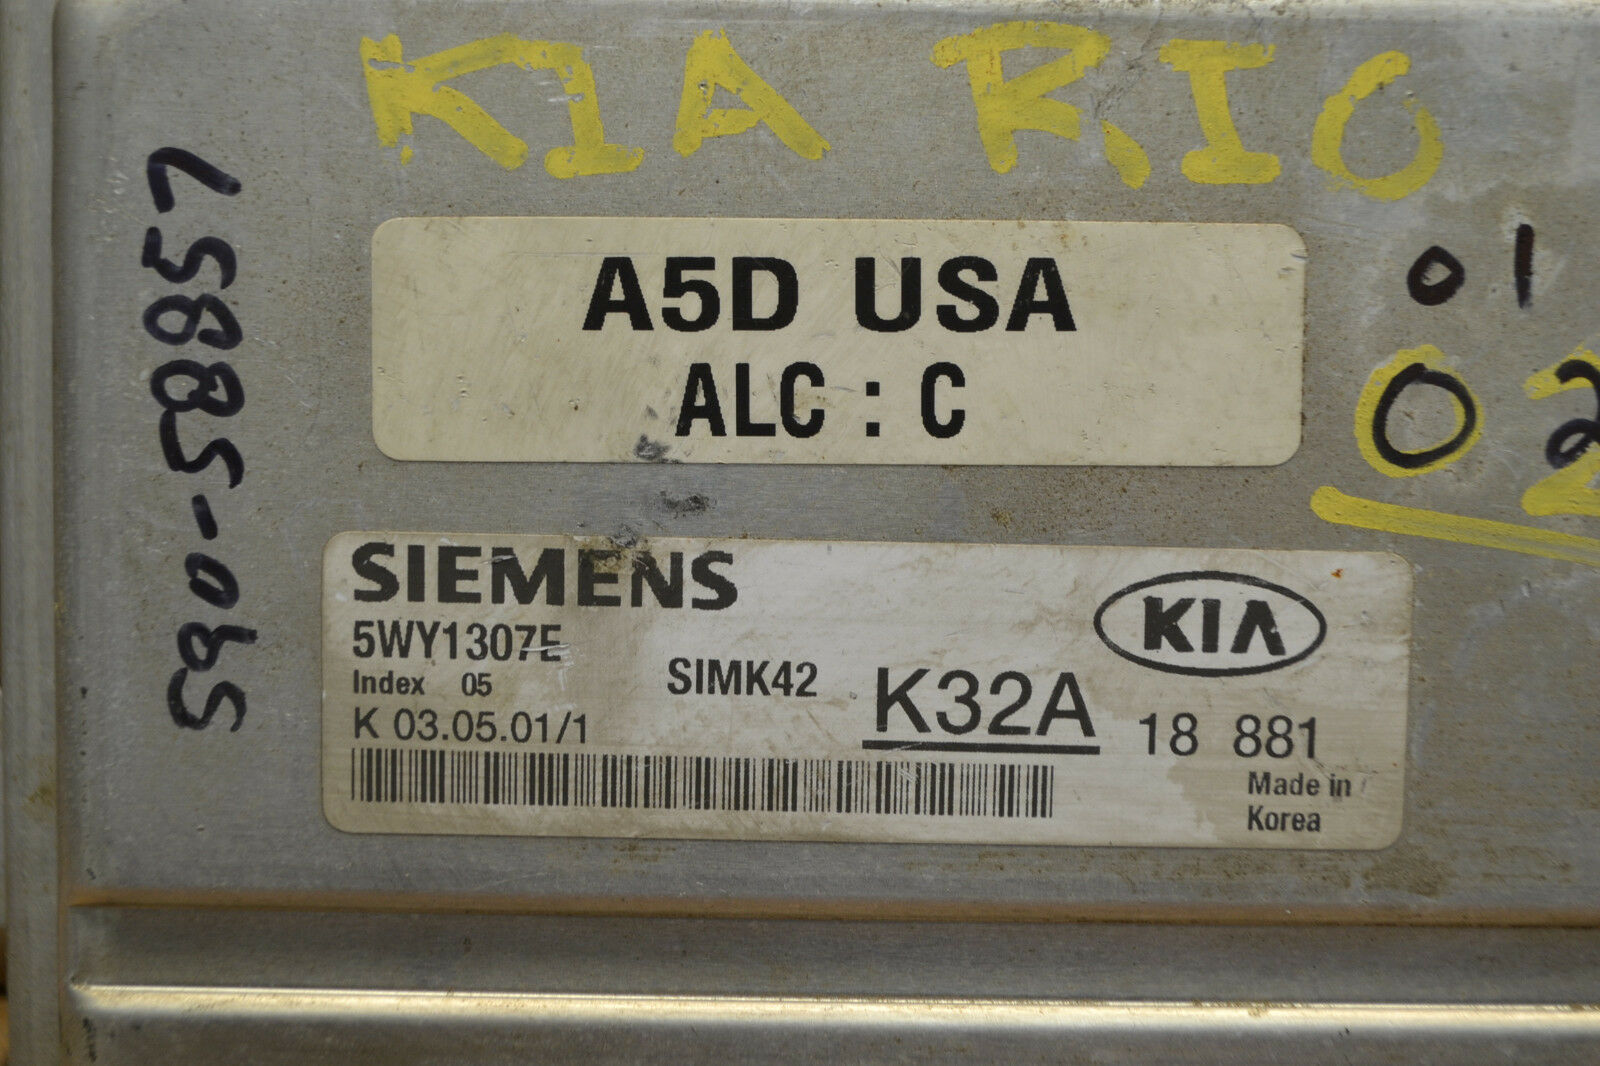 KIA RIO
590-58857
A5D USA
ALC : C
01
02
SIEMENS
5WY1307E
Index 05
SIMK42
K 03.05.01/1
K32A
KIA
18 881
Made in
Korea